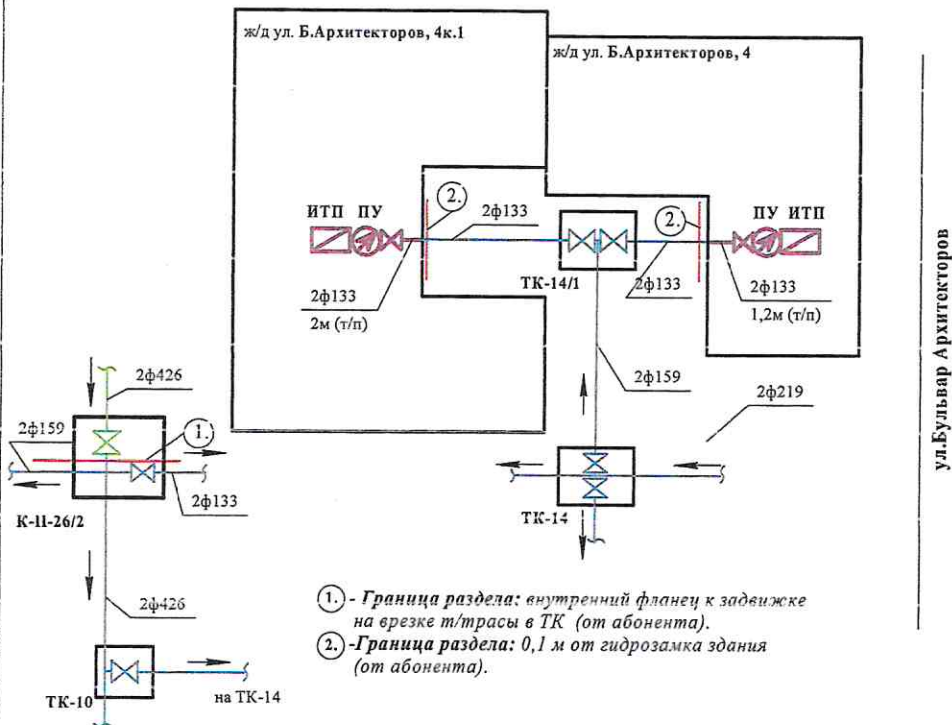 ж/д ул. Б.Архитекторов, 4к.1
ж/д ул. Б.Архитекторов, 4
ИТП ПУ
2.
2ф133
2.
ПУ ИТП
ТК-14/1
2ф133
2м (т/п)
2ф133
2ф133
1,2м (т/п)
ул.Бульвар Архитекторов
2ф426
2ф159
2ф219
2ф159
1.
2ф133
К-11-26/2
ТК-14
2ф426
1. - Граница раздела: внутренний фланец к задвижке
на врезке т/трасы в ТК (от абонента).
2. -Граница раздела: 0,1 м от гидрозамка здания
(от абонента).
ТК-10
на ТК-14